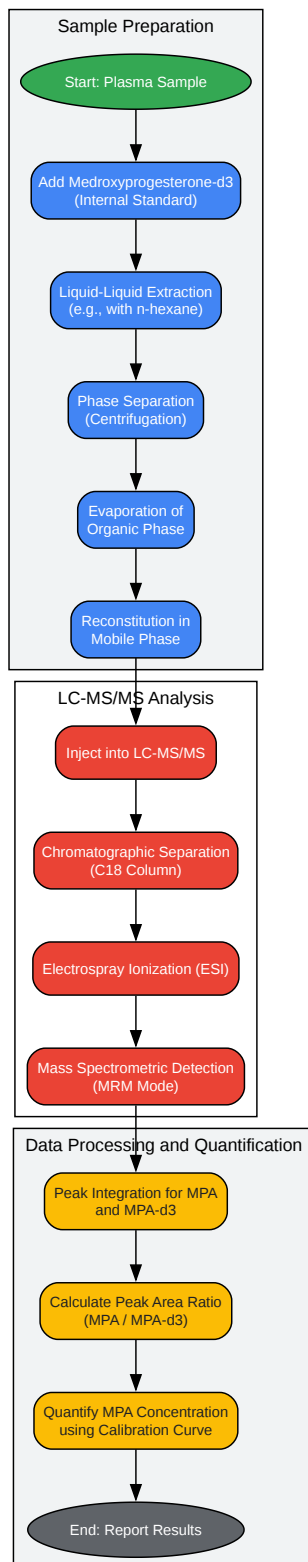 Sample Preparation
Start: Plasma Sample
Add Medroxyprogesterone-d3
(Internal Standard)
Liquid-Liquid Extraction
(e.g., with n-hexane)
Phase Separation
(Centrifugation)
Evaporation of
Organic Phase
Reconstitution in
Mobile Phase
LC-MS/MS Analysis
Inject into LC-MS/MS
Chromatographic Separation
(C18 Column)
Electrospray Ionization (ESI)
Mass Spectrometric Detection
(MRM Mode)
Data Processing and Quantification
Peak Integration for MPA
and MPA-d3
Calculate Peak Area Ratio
(MPA / MPA-d3)
Quantify MPA Concentration
using Calibration Curve
End: Report Results